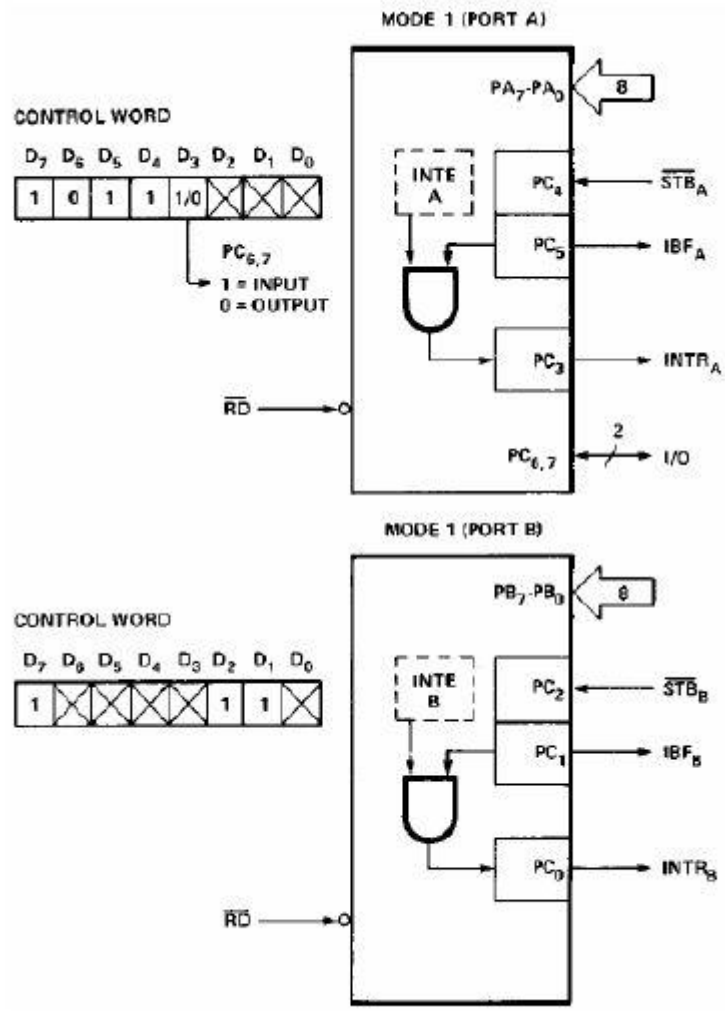 MODE 1 (PORT A)
PA7-PA0
8
CONTROL WORD
D7 D6 D5 D4 D3 D2 D1 D0
1 0 1 1 1/0
PC6,7
1 = INPUT
0 = OUTPUT
INTE
A
PC4
STBA
PC5
IBFA
PC3
INTRA
RD
PC6,7
2
I/O
MODE 1 (PORT B)
PB7-PB0
8
CONTROL WORD
D7 D6 D5 D4 D3 D2 D1 D0
1 1 1
INTE
B
PC2
STBB
PC1
IBFB
PC0
INTRB
RD